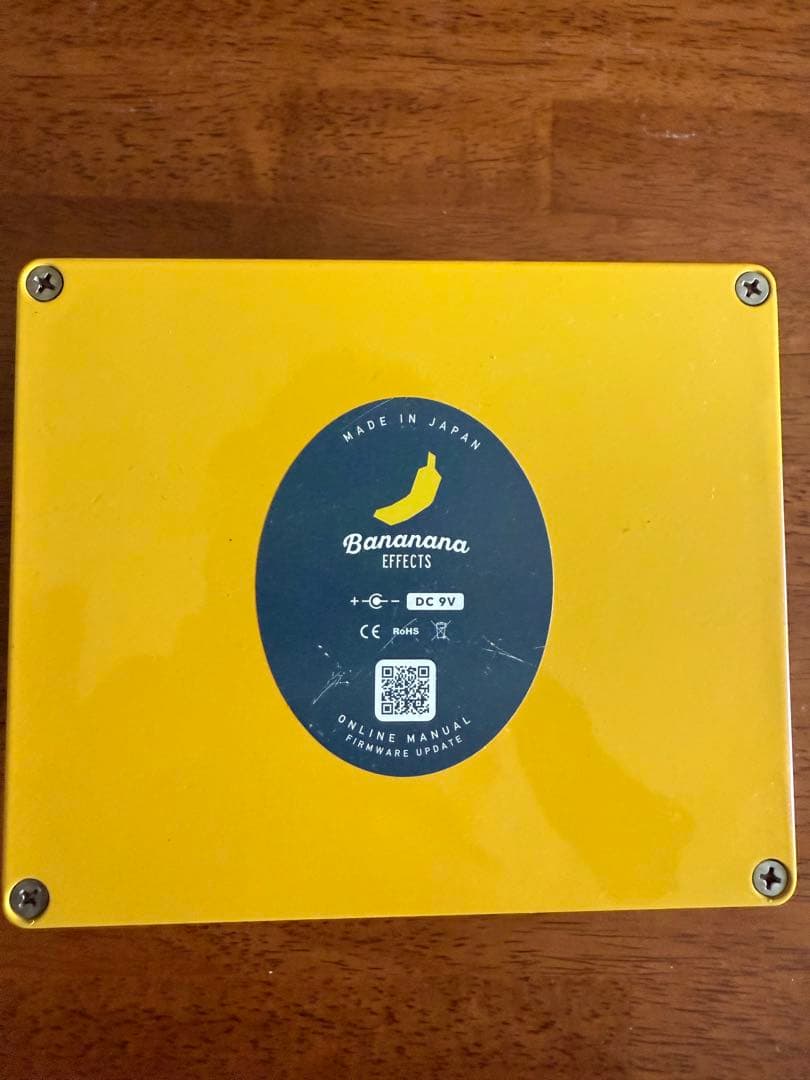 MADE IN JAPAN
Bananana
EFFECTS
+ - DC 9V
CE RoHS
ONLINE MANUAL
FIRMWARE UPDATE